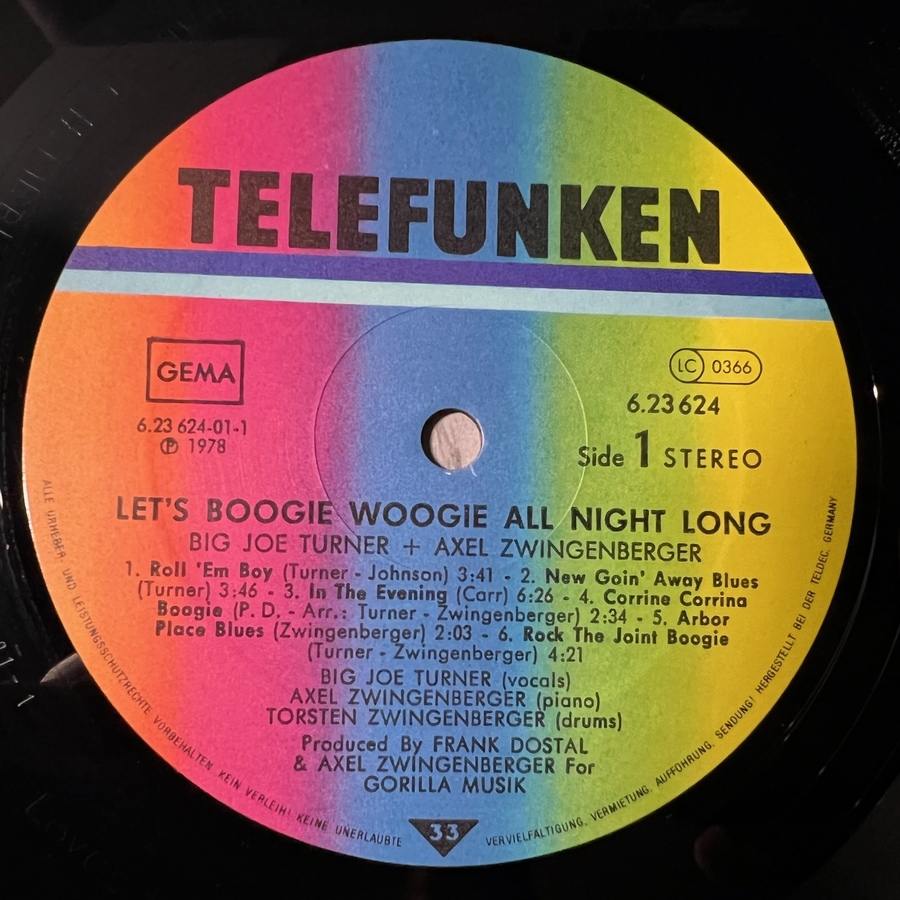 TELEFUNKEN
GEMA
LC 0366
6.23 624-01-1
6.23 624
℗ 1978
Side 1 STEREO
LET'S BOOGIE WOOGIE ALL NIGHT LONG
BIG JOE TURNER + AXEL ZWINGENBERGER
1. Roll 'Em Boy (Turner - Johnson) 3:41 - 2. New Goin' Away Blues
(Turner) 3:46 - 3. In The Evening (Carr) 6:26 - 4. Corrine Corrina
Boogie (P. D. - Arr.: Turner - Zwingenberger) 2:34 - 5. Arbor
Place Blues (Zwingenberger) 2:03 - 6. Rock The Joint Boogie
(Turner - Zwingenberger) 4:21
BIG JOE TURNER (vocals)
AXEL ZWINGENBERGER (piano)
TORSTEN ZWINGENBERGER (drums)
Produced By FRANK DOSTAL
& AXEL ZWINGENBERGER For
GORILLA MUSIK
33
ALLE URHEBER UND LEISTUNGSSCHUTZRECHTE VORBEHALTEN. KEIN VERLEIH! KEINE UNERLAUBTE VERVIELFÄLTIGUNG, VERMIETUNG, AUFFÜHRUNG, SENDUNG! HERGESTELLT BEI DER TELDEC, GERMANY